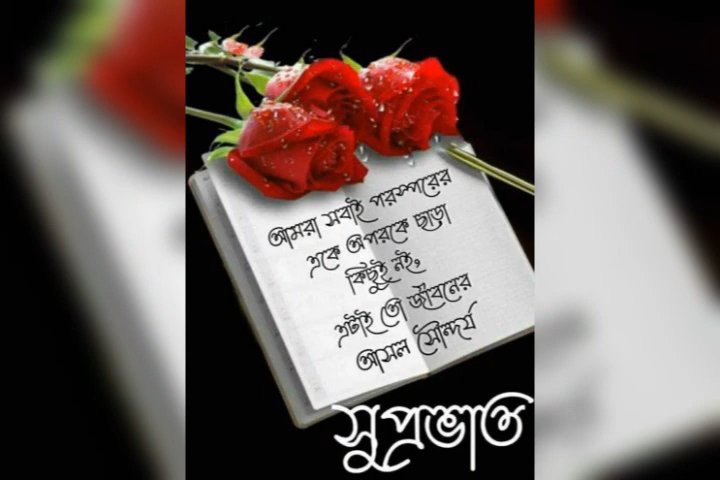 আমরা সবাই পরস্পরের
একে অপরকে ছাড়া
কিছুই নই,
এটাই তো জীবনের
আসল সৌন্দর্য
সুপ্রভাত